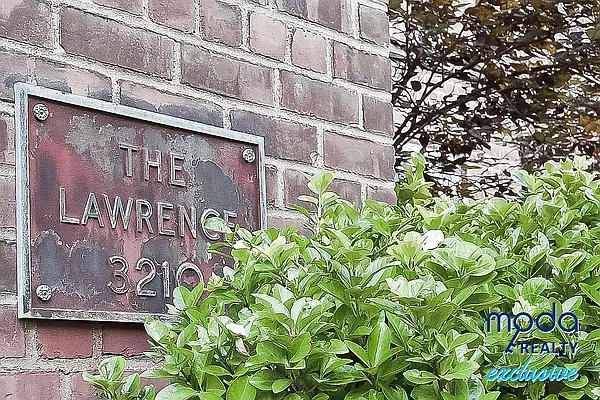 THE
LAWRENCE
3210
moda
REALTY
exclusive